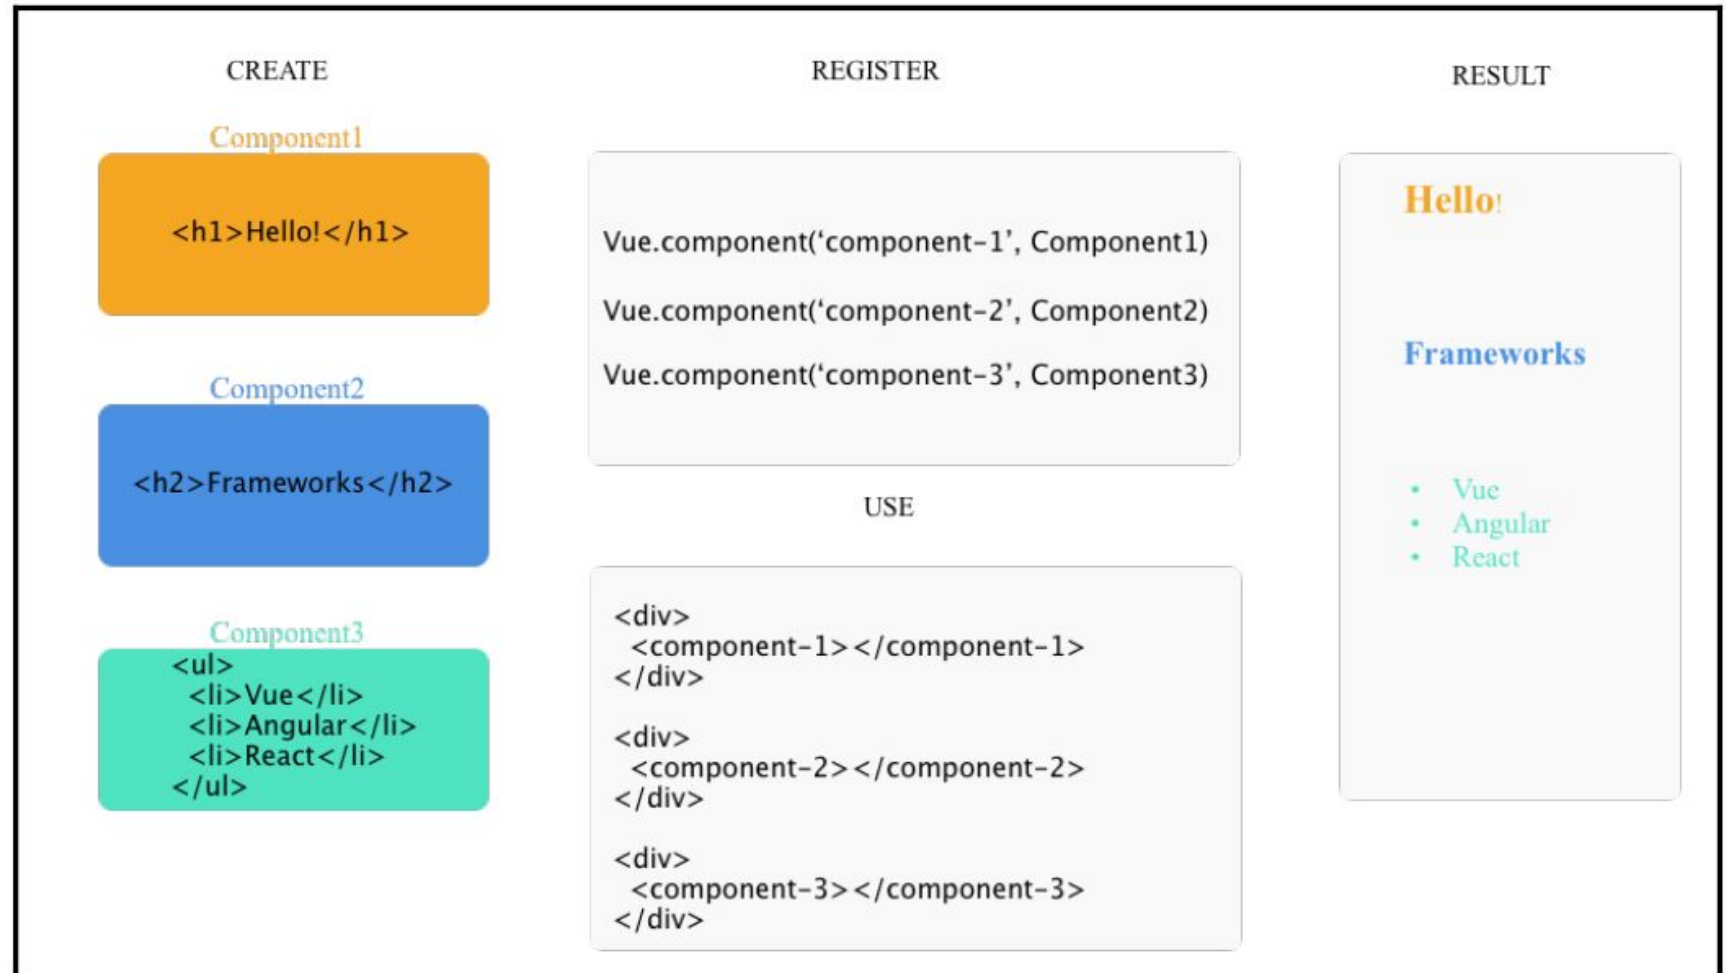 CREATE
Component1
<h1>Hello!</h1>
Component2
<h2>Frameworks</h2>
Component3
<ul>
<li>Vue</li>
<li>Angular</li>
<li>React</li>
</ul>
REGISTER
Vue.component(‘component-1’, Component1)
Vue.component(‘component-2’, Component2)
Vue.component(‘component-3’, Component3)
USE
<div>
<component-1></component-1>
</div>
<div>
<component-2></component-2>
</div>
<div>
<component-3></component-3>
</div>
RESULT
Hello!
Frameworks
• Vue
• Angular
• React